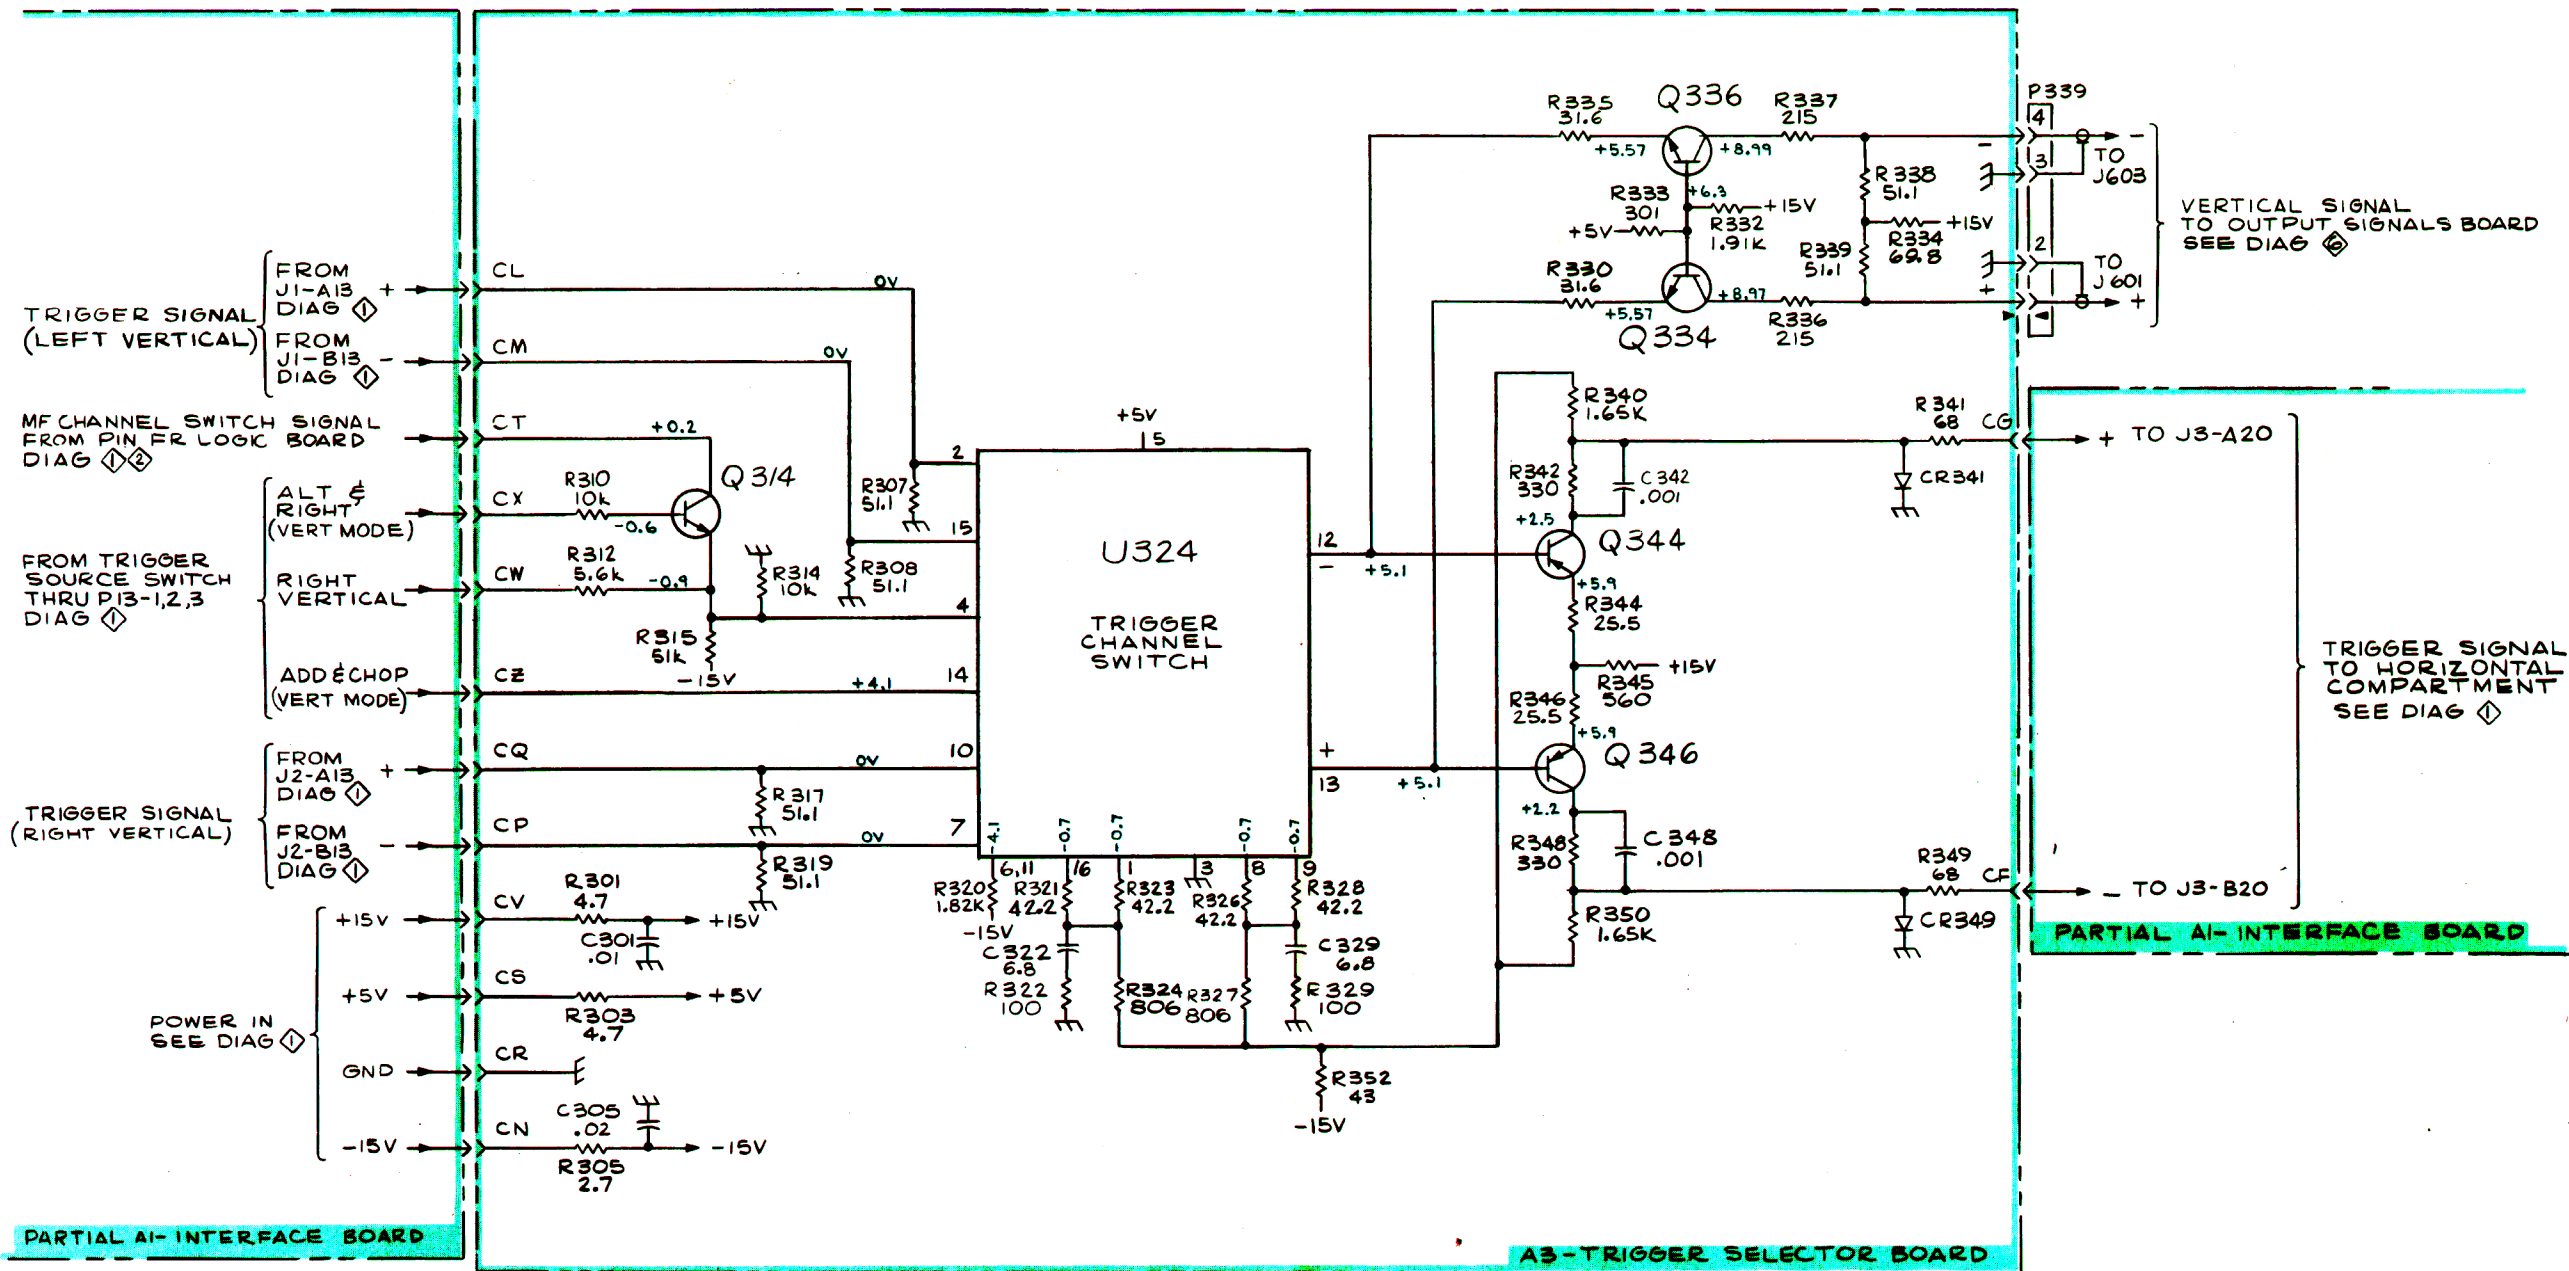 TRIGGER SIGNAL
(LEFT VERTICAL)
FROM
J1-A13 +
DIAG 1
FROM
J1-B13 -
DIAG 1
MF CHANNEL SWITCH SIGNAL
FROM PIN FR LOGIC BOARD
DIAG 1 2
FROM TRIGGER
SOURCE SWITCH
THRU P13-1,2,3
DIAG 1
ALT &
RIGHT
(VERT MODE)
RIGHT
VERTICAL
ADD & CHOP
(VERT MODE)
TRIGGER SIGNAL
(RIGHT VERTICAL)
FROM
J2-A13 +
DIAG 1
FROM
J2-B13 -
DIAG 1
POWER IN
SEE DIAG 1
+15V
+5V
GND
-15V
PARTIAL A1-INTERFACE BOARD
CL
0V
CM
0V
CT
+0.2
CX
R310
10k
-0.6
Q314
CW
R312
5.6k
-0.9
R314
10k
R315
51k
-15V
CZ
+4.1
CQ
0V
R317
51.1
CP
0V
R319
51.1
CV
R301
4.7
+15V
C301
.01
CS
+5V
R303
4.7
CR
C305
.02
CN
-15V
R305
2.7
R307
51.1
R308
51.1
+5V
5
2
15
4
14
10
7
U324
TRIGGER
CHANNEL
SWITCH
12
-
+
13
-4.1
-0.7
-0.7
-0.7
-0.7
6,11
16
1
3
8
9
R320
1.82K
-15V
R321
42.2
R323
42.2
R326
42.2
R328
42.2
C322
6.8
R322
100
R324
806
R327
806
C329
6.8
R329
100
R352
43
-15V
+5.1
+5.1
R335
31.6
+5.57
Q336
+8.99
R337
215
+6.3
R333
301
+5V
R332
1.91K
+15V
R330
31.6
+5.57
Q334
+8.97
R336
215
R338
51.1
+15V
R334
69.8
R339
51.1
R340
1.65K
R342
330
C342
.001
+2.5
Q344
+5.9
R344
25.5
+15V
R345
560
R346
25.5
+5.9
Q346
+2.2
R348
330
C348
.001
R350
1.65K
R341
68
CG
CR341
R349
68
CF
CR349
A3-TRIGGER SELECTOR BOARD
P339
4
-
-
3
TO
J603
2
+
TO
J601
+
VERTICAL SIGNAL
TO OUTPUT SIGNALS BOARD
SEE DIAG 6
+ TO J3-A20
TRIGGER SIGNAL
TO HORIZONTAL
COMPARTMENT
SEE DIAG 1
- TO J3-B20
PARTIAL A1-INTERFACE BOARD